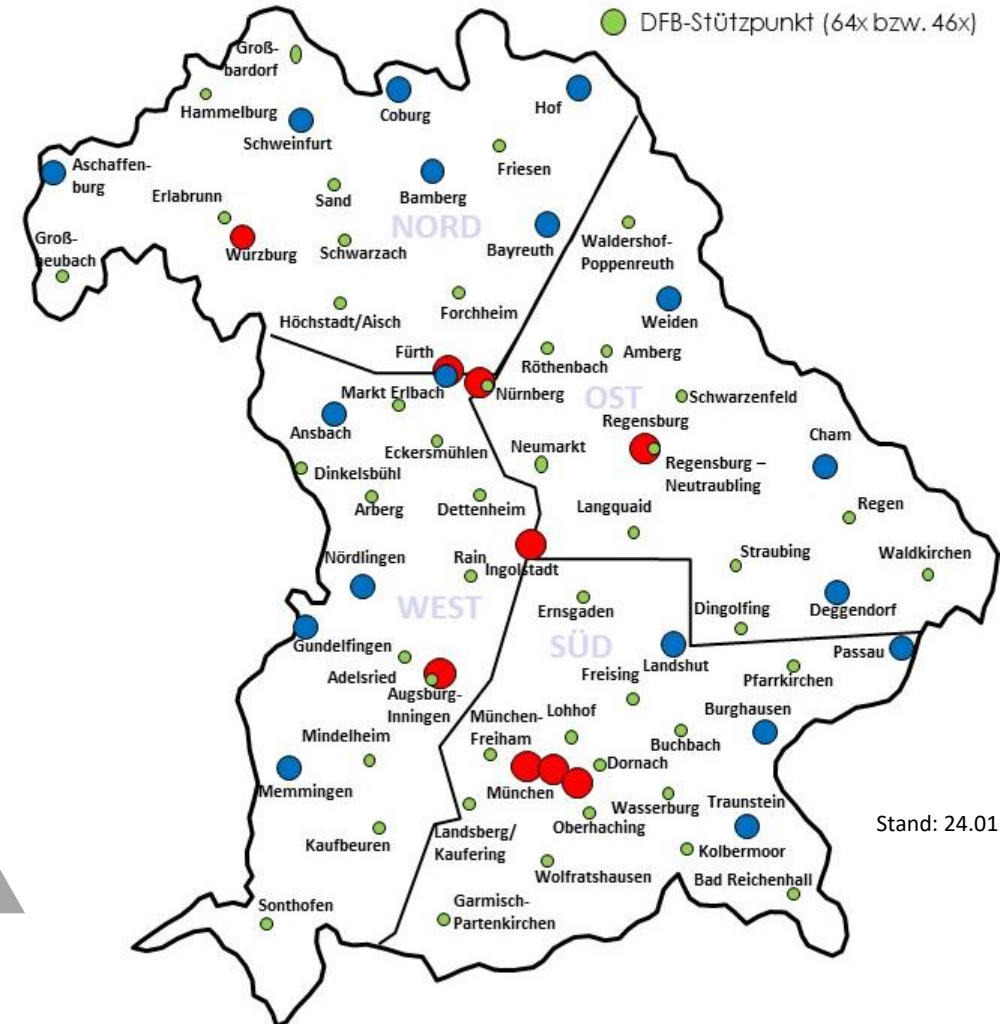 DFB-Stützpunkt (64x bzw. 46x)
Groß-
bardorf
Hammelburg
Coburg
Hof
Schweinfurt
Aschaffen-
burg
Friesen
Erlabrunn
Sand
Bamberg
NORD
Groß-
heubach
Würzburg
Schwarzach
Bayreuth
Waldershof-
Poppenreuth
Höchstadt/Aisch
Forchheim
Weiden
Fürth
Röthenbach
Amberg
Markt Erlbach
Nürnberg
OST
Schwarzenfeld
Ansbach
Regensburg
Cham
Eckersmühlen
Neumarkt
Dinkelsbühl
Regensburg –
Neutraubling
Arberg
Dettenheim
Langquaid
Regen
Nördlingen
Rain
Ingolstadt
Straubing
Waldkirchen
WEST
Ernsgaden
Dingolfing
Deggendorf
Gundelfingen
SÜD
Landshut
Passau
Adelsried
Freising
Pfarrkirchen
Augsburg-
Inningen
München-
Freiham
Lohhof
Burghausen
Mindelheim
Buchbach
Dornach
Memmingen
München
Wasserburg
Traunstein
Stand: 24.01
Oberhaching
Landsberg/
Kaufering
Kaufbeuren
Kolbermoor
Wolfratshausen
Bad Reichenhall
Sonthofen
Garmisch-
Partenkirchen